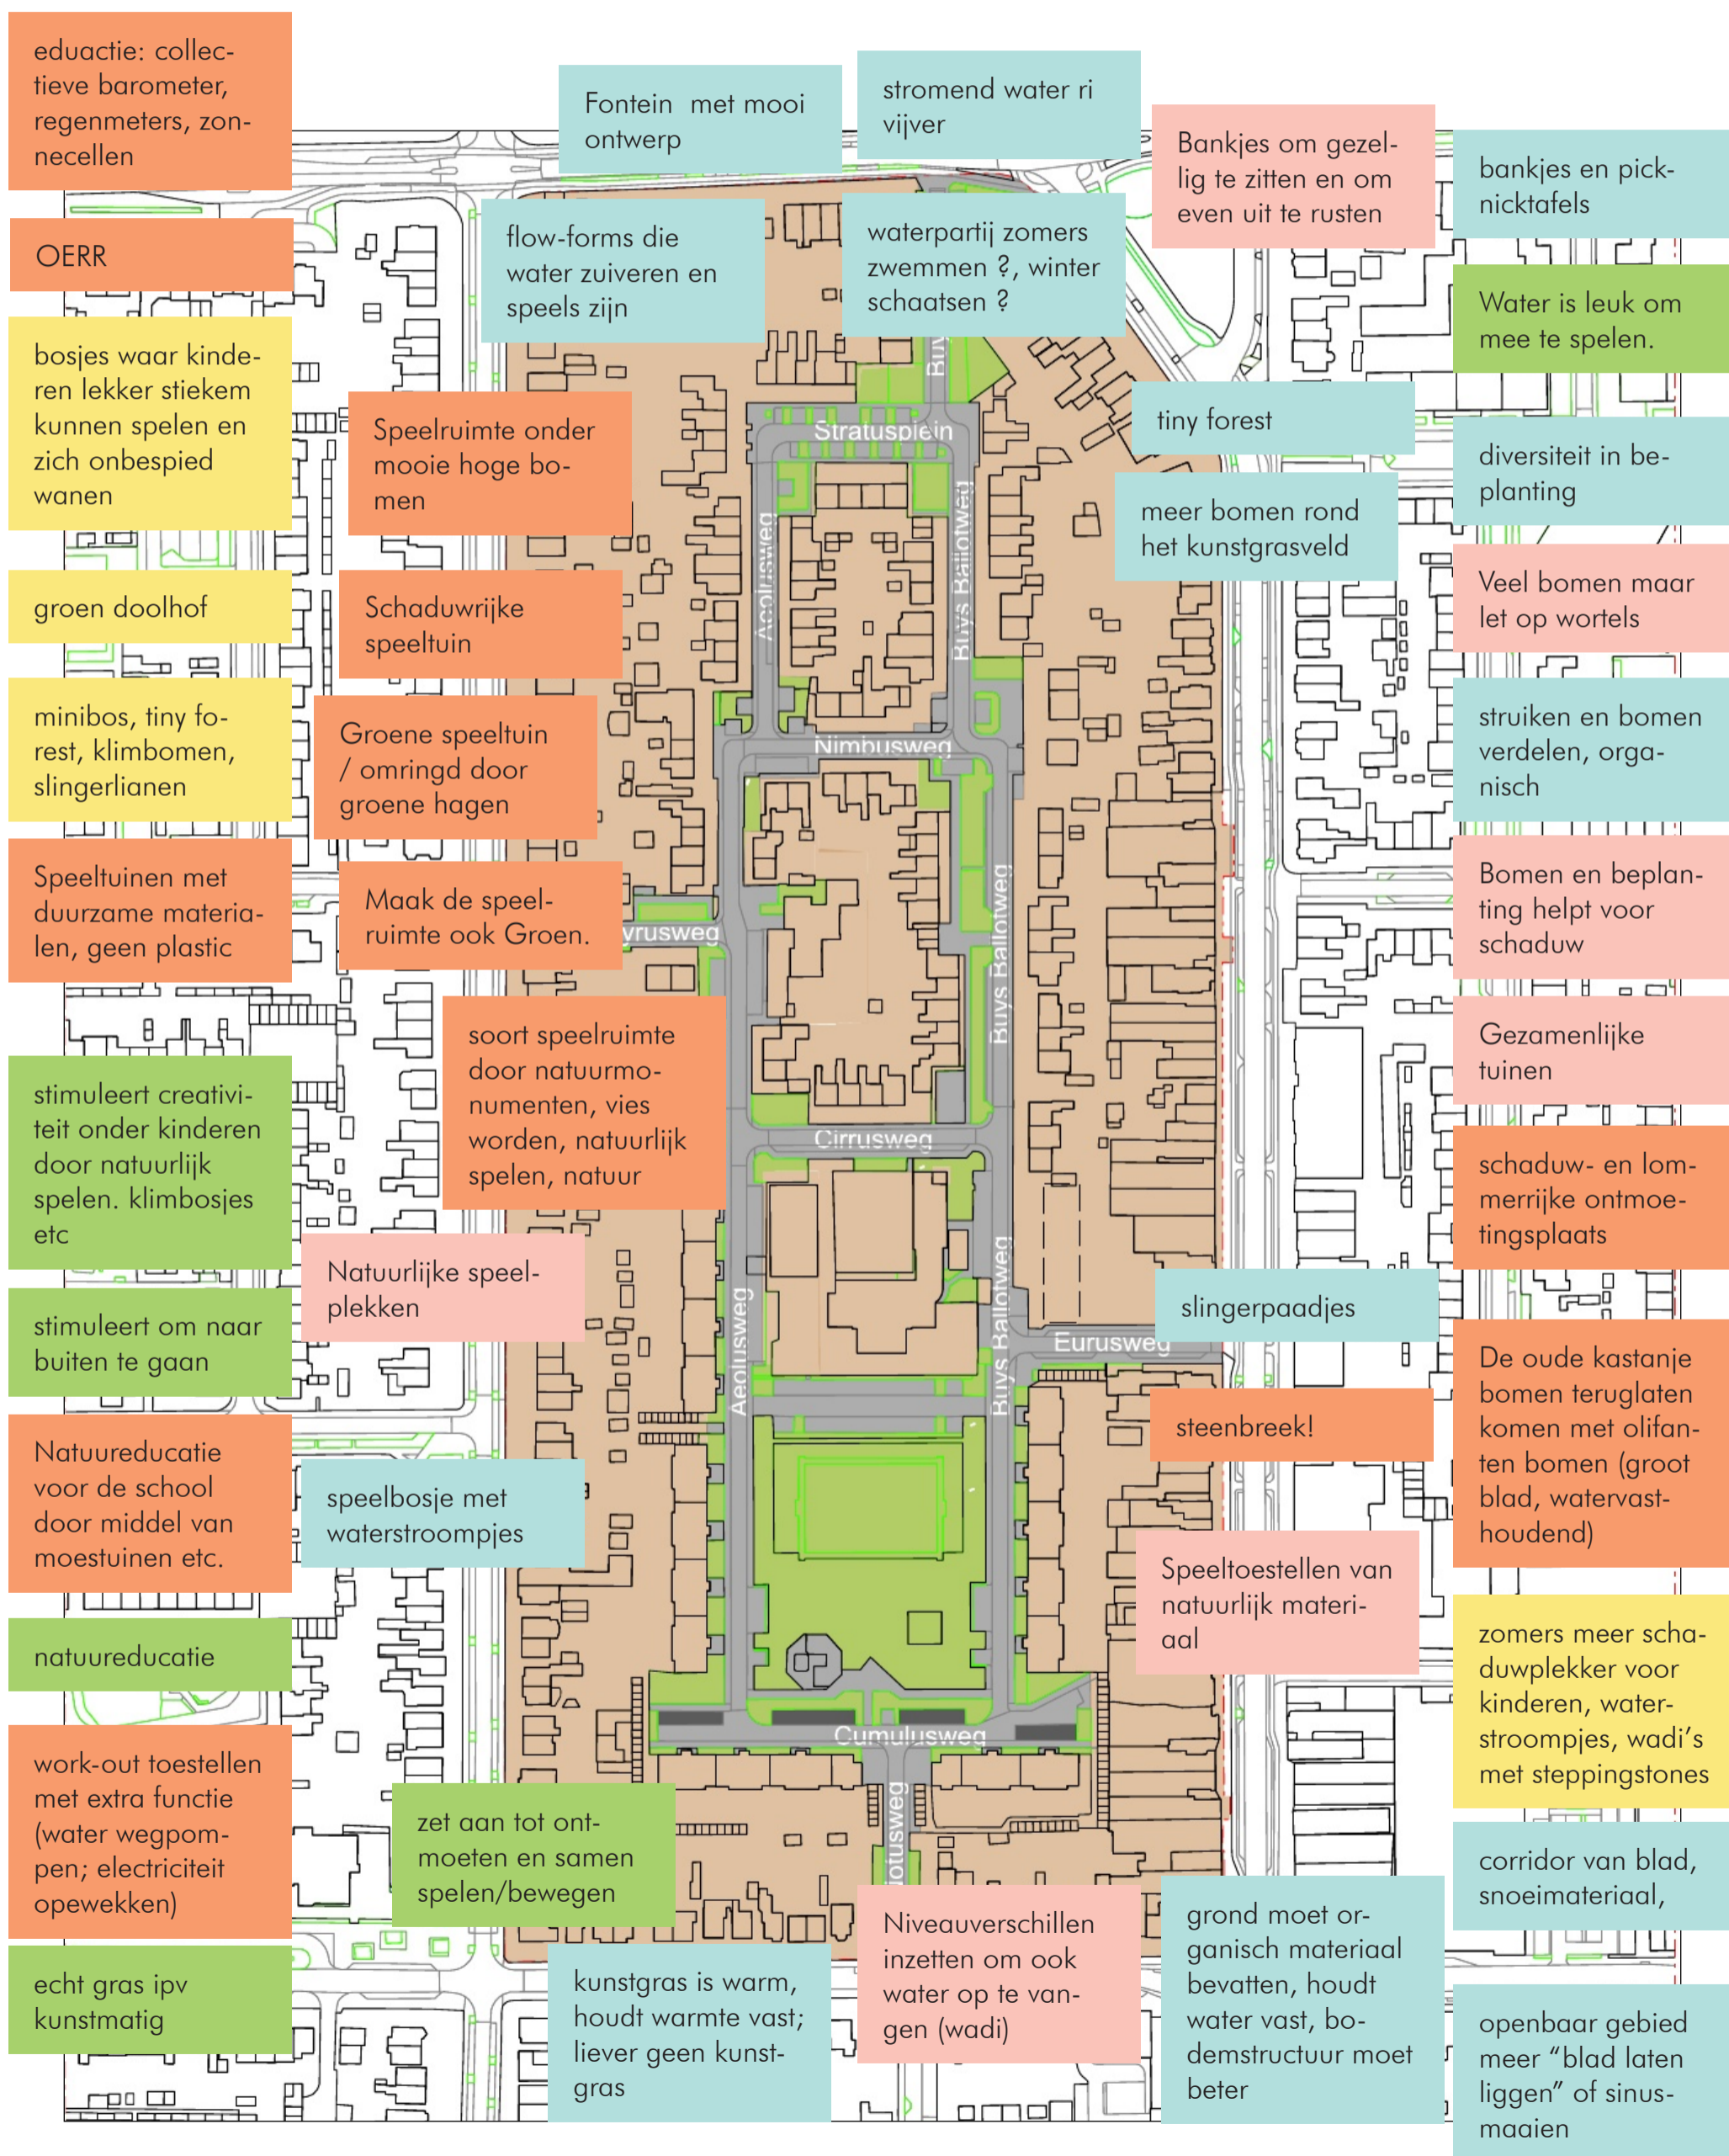 eduactie: collec-
tieve barometer,
regenmeters, zon-
necellen
OERR
bosjes waar kinde-
ren lekker stiekem
kunnen spelen en
zich onbespied
wanen
groen doolhof
minibos, tiny fo-
rest, klimbomen,
slingerlianen
Speeltuinen met
duurzame materia-
len, geen plastic
stimuleert creativi-
teit onder kinderen
door natuurlijk
spelen. klimbosjes
etc
stimuleert om naar
buiten te gaan
Natuureducatie
voor de school
door middel van
moestuinen etc.
natuureducatie
work-out toestellen
met extra functie
(water wegpom-
pen; electriciteit
opewekken)
echt gras ipv
kunstmatig
Fontein met mooi
ontwerp
stromend water ri
vijver
flow-forms die
water zuiveren en
speels zijn
waterpartij zomers
zwemmen ?, winter
schaatsen ?
Bankjes om gezel-
lig te zitten en om
even uit te rusten
Speelruimte onder
mooie hoge bo-
men
Schaduwrijke
speeltuin
Groene speeltuin
/ omringd door
groene hagen
Maak de speel-
ruimte ook Groen.
soort speelruimte
door natuurmo-
numenten, vies
worden, natuurlijk
spelen, natuur
Natuurlijke speel-
plekken
speelbosje met
waterstroompjes
zet aan tot ont-
moeten en samen
spelen/bewegen
kunstgras is warm,
houdt warmte vast;
liever geen kunst-
gras
Niveauverschillen
inzetten om ook
water op te van-
gen (wadi)
grond moet or-
ganisch materiaal
bevatten, houdt
water vast, bo-
demstructuur moet
beter
Buy
Stratusplein
Aeolusweg
Buys Ballotweg
Nimbusweg
vrusweg
Buys Ballotweg
Cirrusweg
Aeolusweg
Buys Ballotweg
Eurusweg
Cumulusweg
otusweg
tiny forest
meer bomen rond
het kunstgrasveld
slingerpaadjes
steenbreek!
Speeltoestellen van
natuurlijk materi-
aal
bankjes en pick-
nicktafels
Water is leuk om
mee te spelen.
diversiteit in be-
planting
Veel bomen maar
let op wortels
struiken en bomen
verdelen, orga-
nisch
Bomen en beplan-
ting helpt voor
schaduw
Gezamenlijke
tuinen
schaduw- en lom-
merrijke ontmoe-
tingsplaats
De oude kastanje
bomen teruglaten
komen met olifan-
ten bomen (groot
blad, watervast-
houdend)
zomers meer scha-
duwplekker voor
kinderen, water-
stroompjes, wadi's
met steppingstones
corridor van blad,
snoeimateriaal,
openbaar gebied
meer “blad laten
liggen” of sinus-
maaien